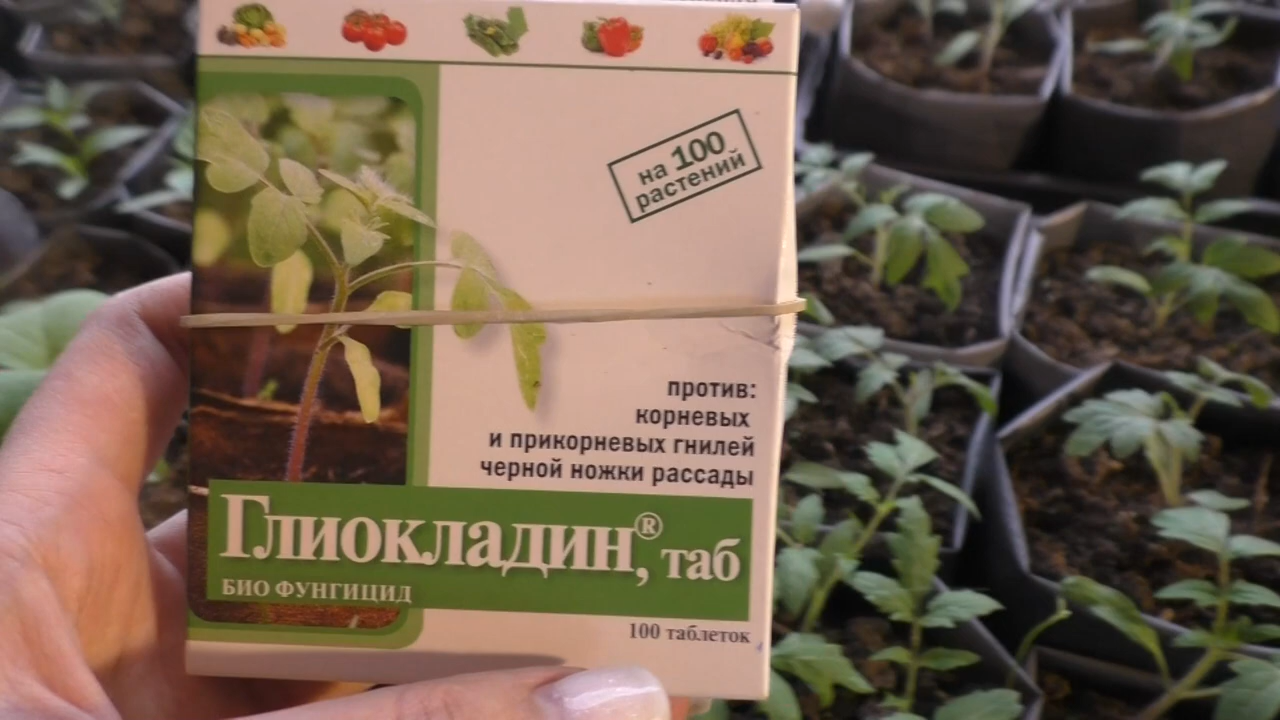 на 100
растений
против:
корневых
и прикорневых гнилей
черной ножки рассады
Глиокладин®, таб
БИО ФУНГИЦИД
100 таблеток